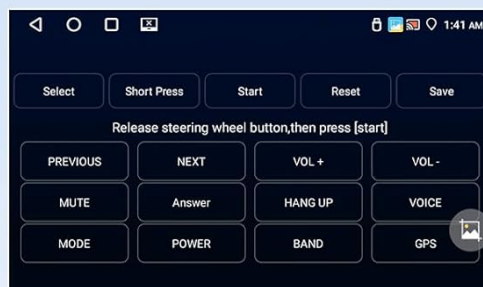 1:41 AM
Select Short Press Start Reset Save
Release steering wheel button,then press [start]
PREVIOUS NEXT VOL + VOL -
MUTE Answer HANG UP VOICE
MODE POWER BAND GPS